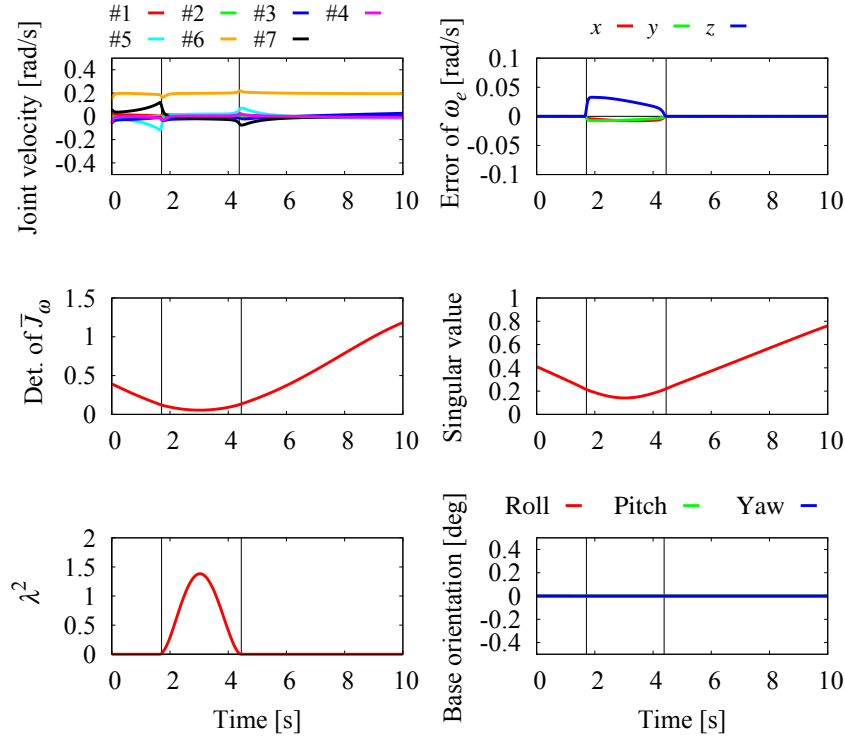 #1 #2 #3 #4
#5 #6 #7
Joint velocity [rad/s]
0.4
0.2
0
-0.2
-0.4
0 2 4 6 8 10
x y z
Error of ω_e [rad/s]
0.1
0.05
0
-0.05
-0.1
0 2 4 6 8 10
Det. of J̄_ω
1.5
1
0.5
0
0 2 4 6 8 10
Singular value
1
0.8
0.6
0.4
0.2
0
0 2 4 6 8 10
λ²
2
1.5
1
0.5
0
0 2 4 6 8 10
Time [s]
Roll Pitch Yaw
Base orientation [deg]
0.4
0.2
0
-0.2
-0.4
0 2 4 6 8 10
Time [s]